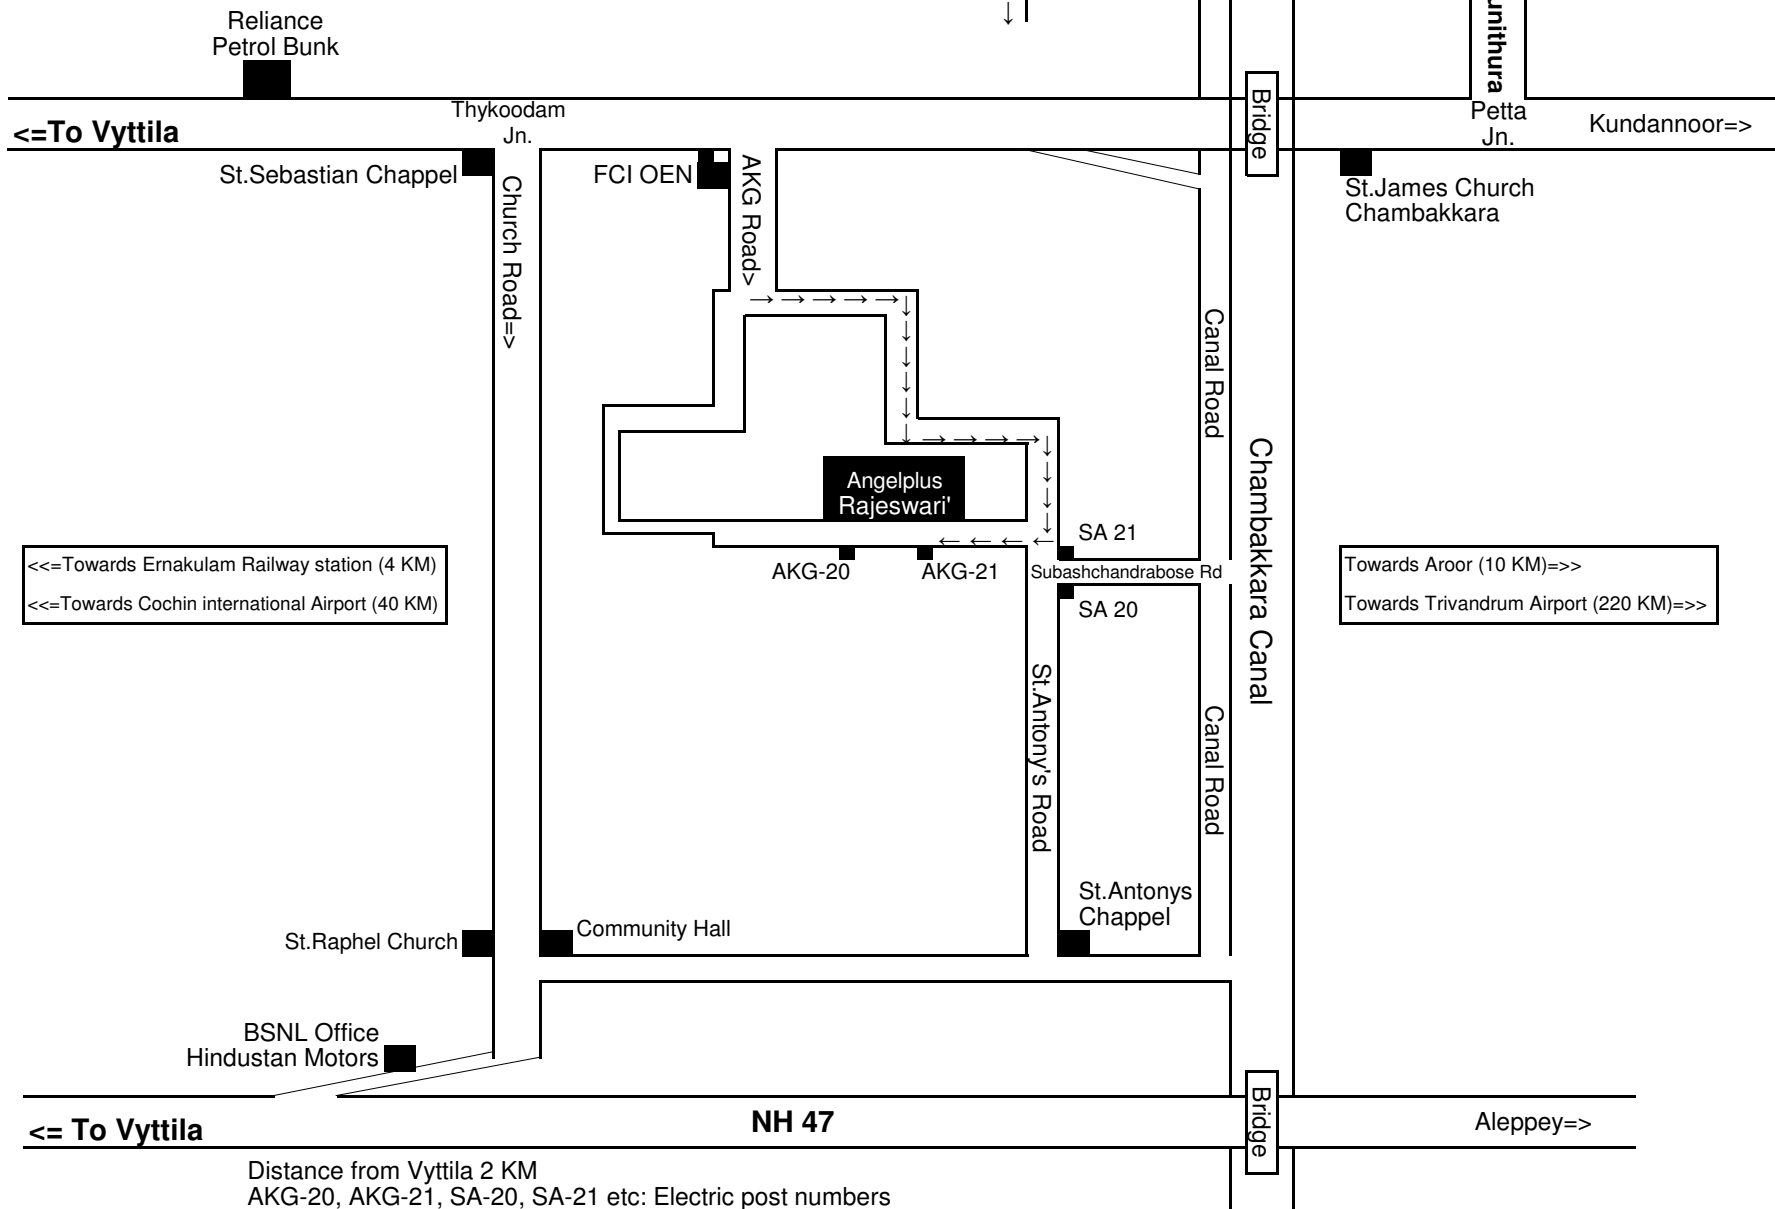 Reliance
Petrol Bunk
Thykoodam
Jn.
<=To Vyttila
Bridge
Petta
Jn.
Kundannoor=>
St.Sebastian Chappel
Church Road=>
FCI OEN
AKG Road>
St.James Church
Chambakkara
Canal Road
Chambakkara Canal
Angelplus
Rajeswari'
SA 21
AKG-20
AKG-21
Subashchandrabose Rd
SA 20
<<=Towards Ernakulam Railway station (4 KM)
<<=Towards Cochin international Airport (40 KM)
Towards Aroor (10 KM)=>>
Towards Trivandrum Airport (220 KM)=>>
St.Antony's Road
Canal Road
St.Antonys
Chappel
St.Raphel Church
Community Hall
BSNL Office
Hindustan Motors
<= To Vyttila
NH 47
Bridge
Aleppey=>
Distance from Vyttila 2 KM
AKG-20, AKG-21, SA-20, SA-21 etc: Electric post numbers